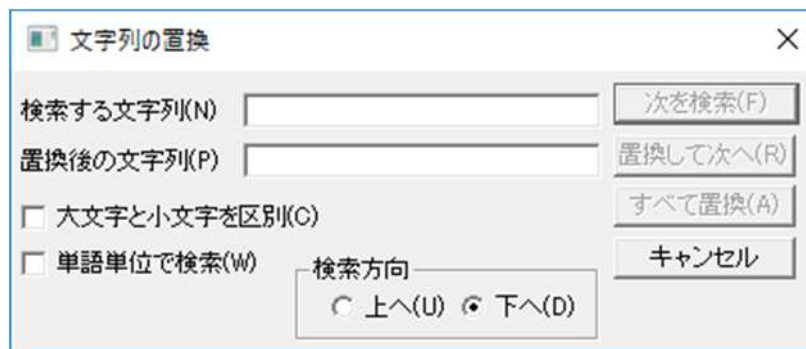 文字列の置換
検索する文字列(N)
次を検索(F)
置換後の文字列(P)
置換して次へ(R)
大文字と小文字を区別(C)
すべて置換(A)
単語単位で検索(W)
キャンセル
検索方向
上へ(U) 下へ(D)